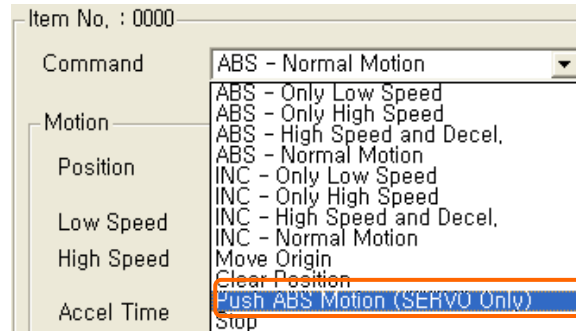 Item No. : 0000
Command
ABS - Normal Motion
ABS - Only Low Speed
ABS - Only High Speed
ABS - High Speed and Decel.
ABS - Normal Motion
INC - Only Low Speed
INC - Only High Speed
INC - High Speed and Decel.
INC - Normal Motion
Move Origin
Clear Position
Push ABS Motion (SERVO Only)
Stop
Motion
Position
Low Speed
High Speed
Accel Time